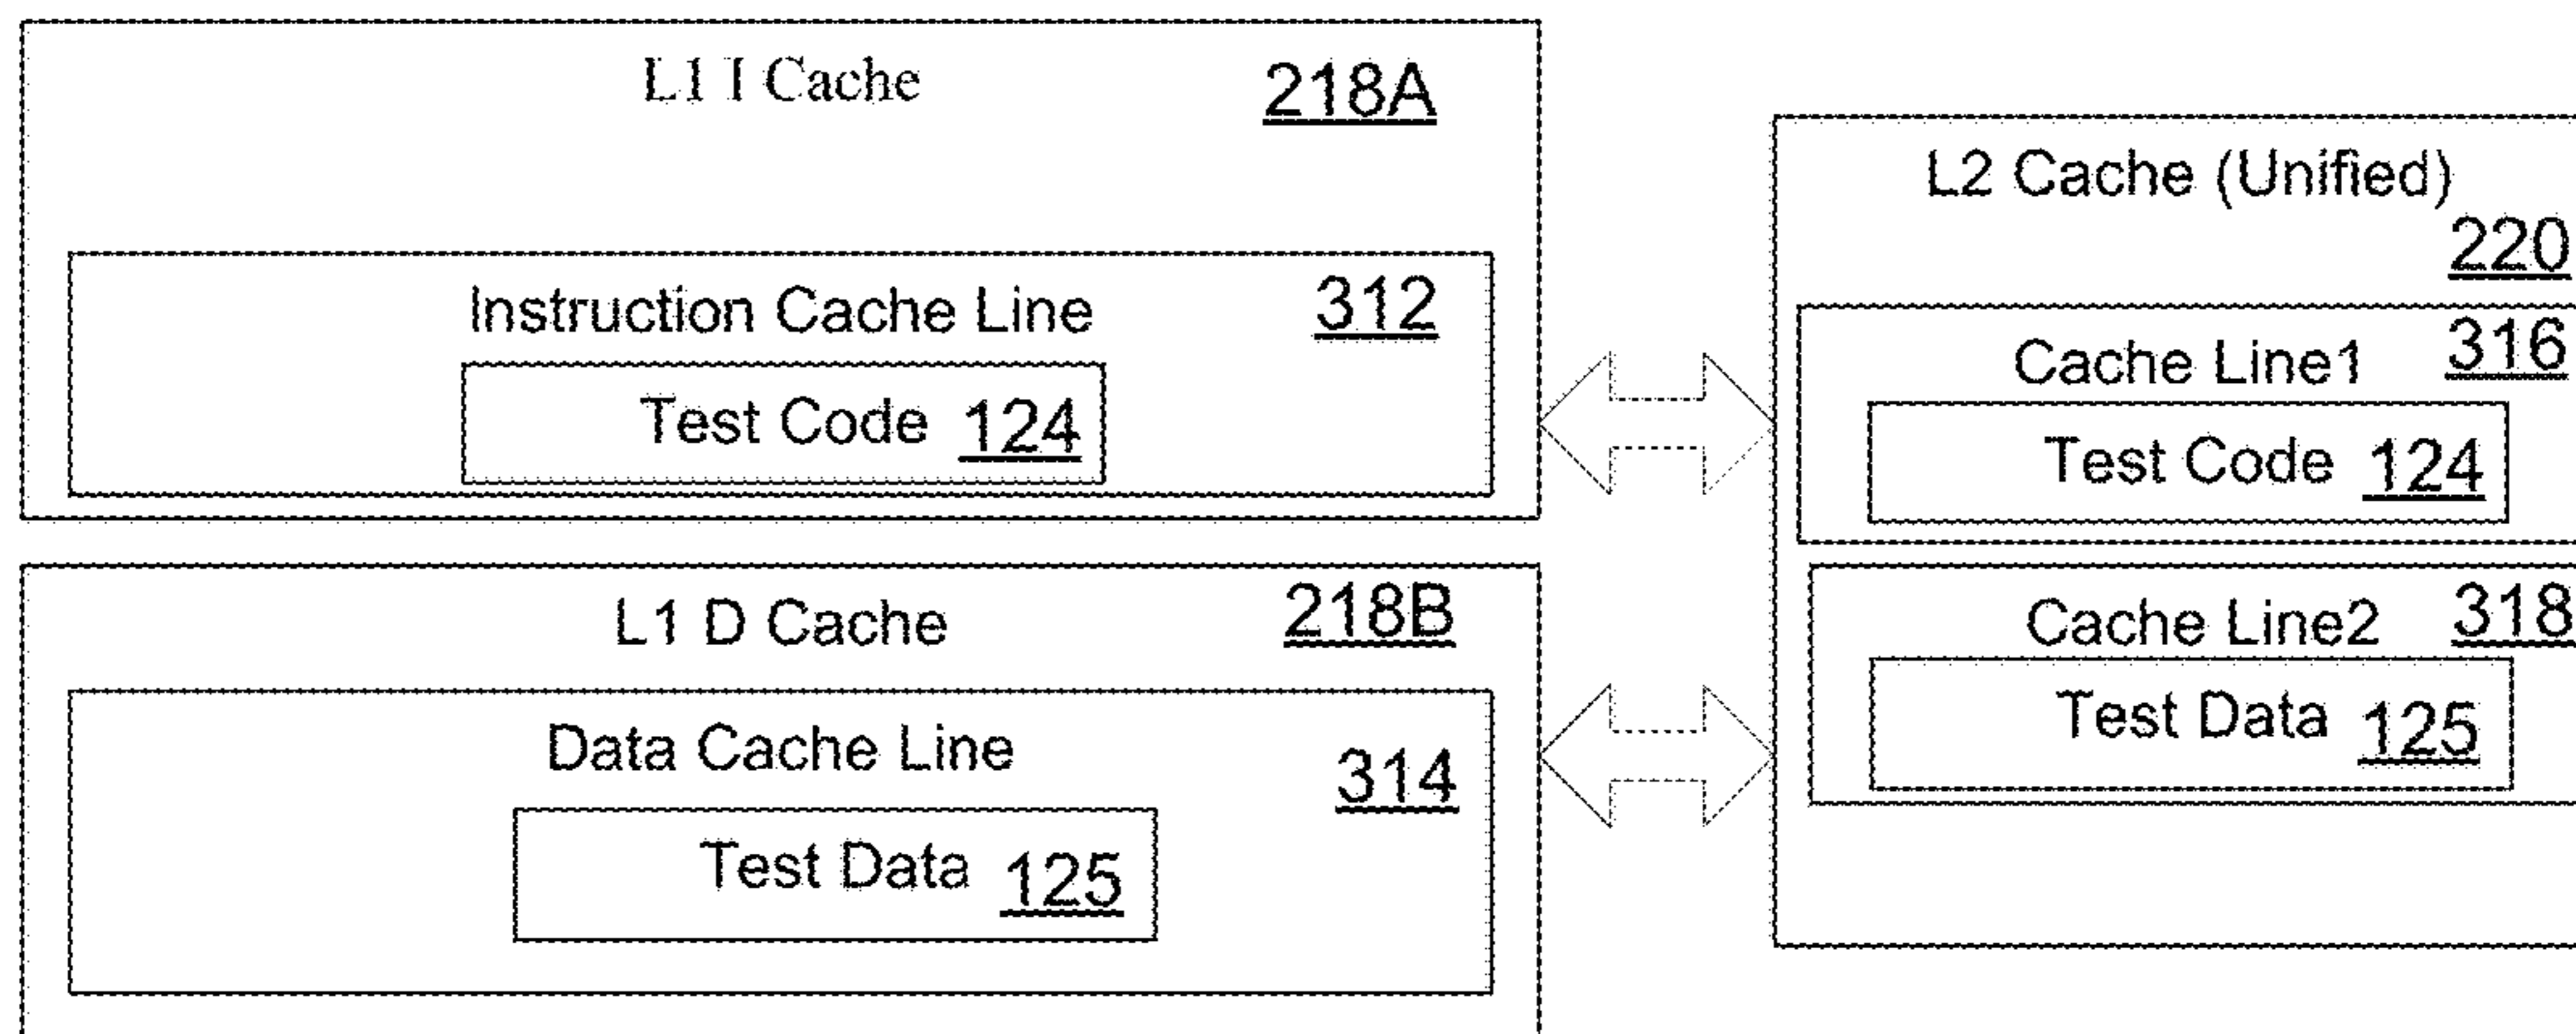 L1 I Cache 218A
Instruction Cache Line 312
Test Code 124
L1 D Cache 218B
Data Cache Line 314
Test Data 125
L2 Cache (Unified)
220
Cache Line1 316
Test Code 124
Cache Line2 318
Test Data 125